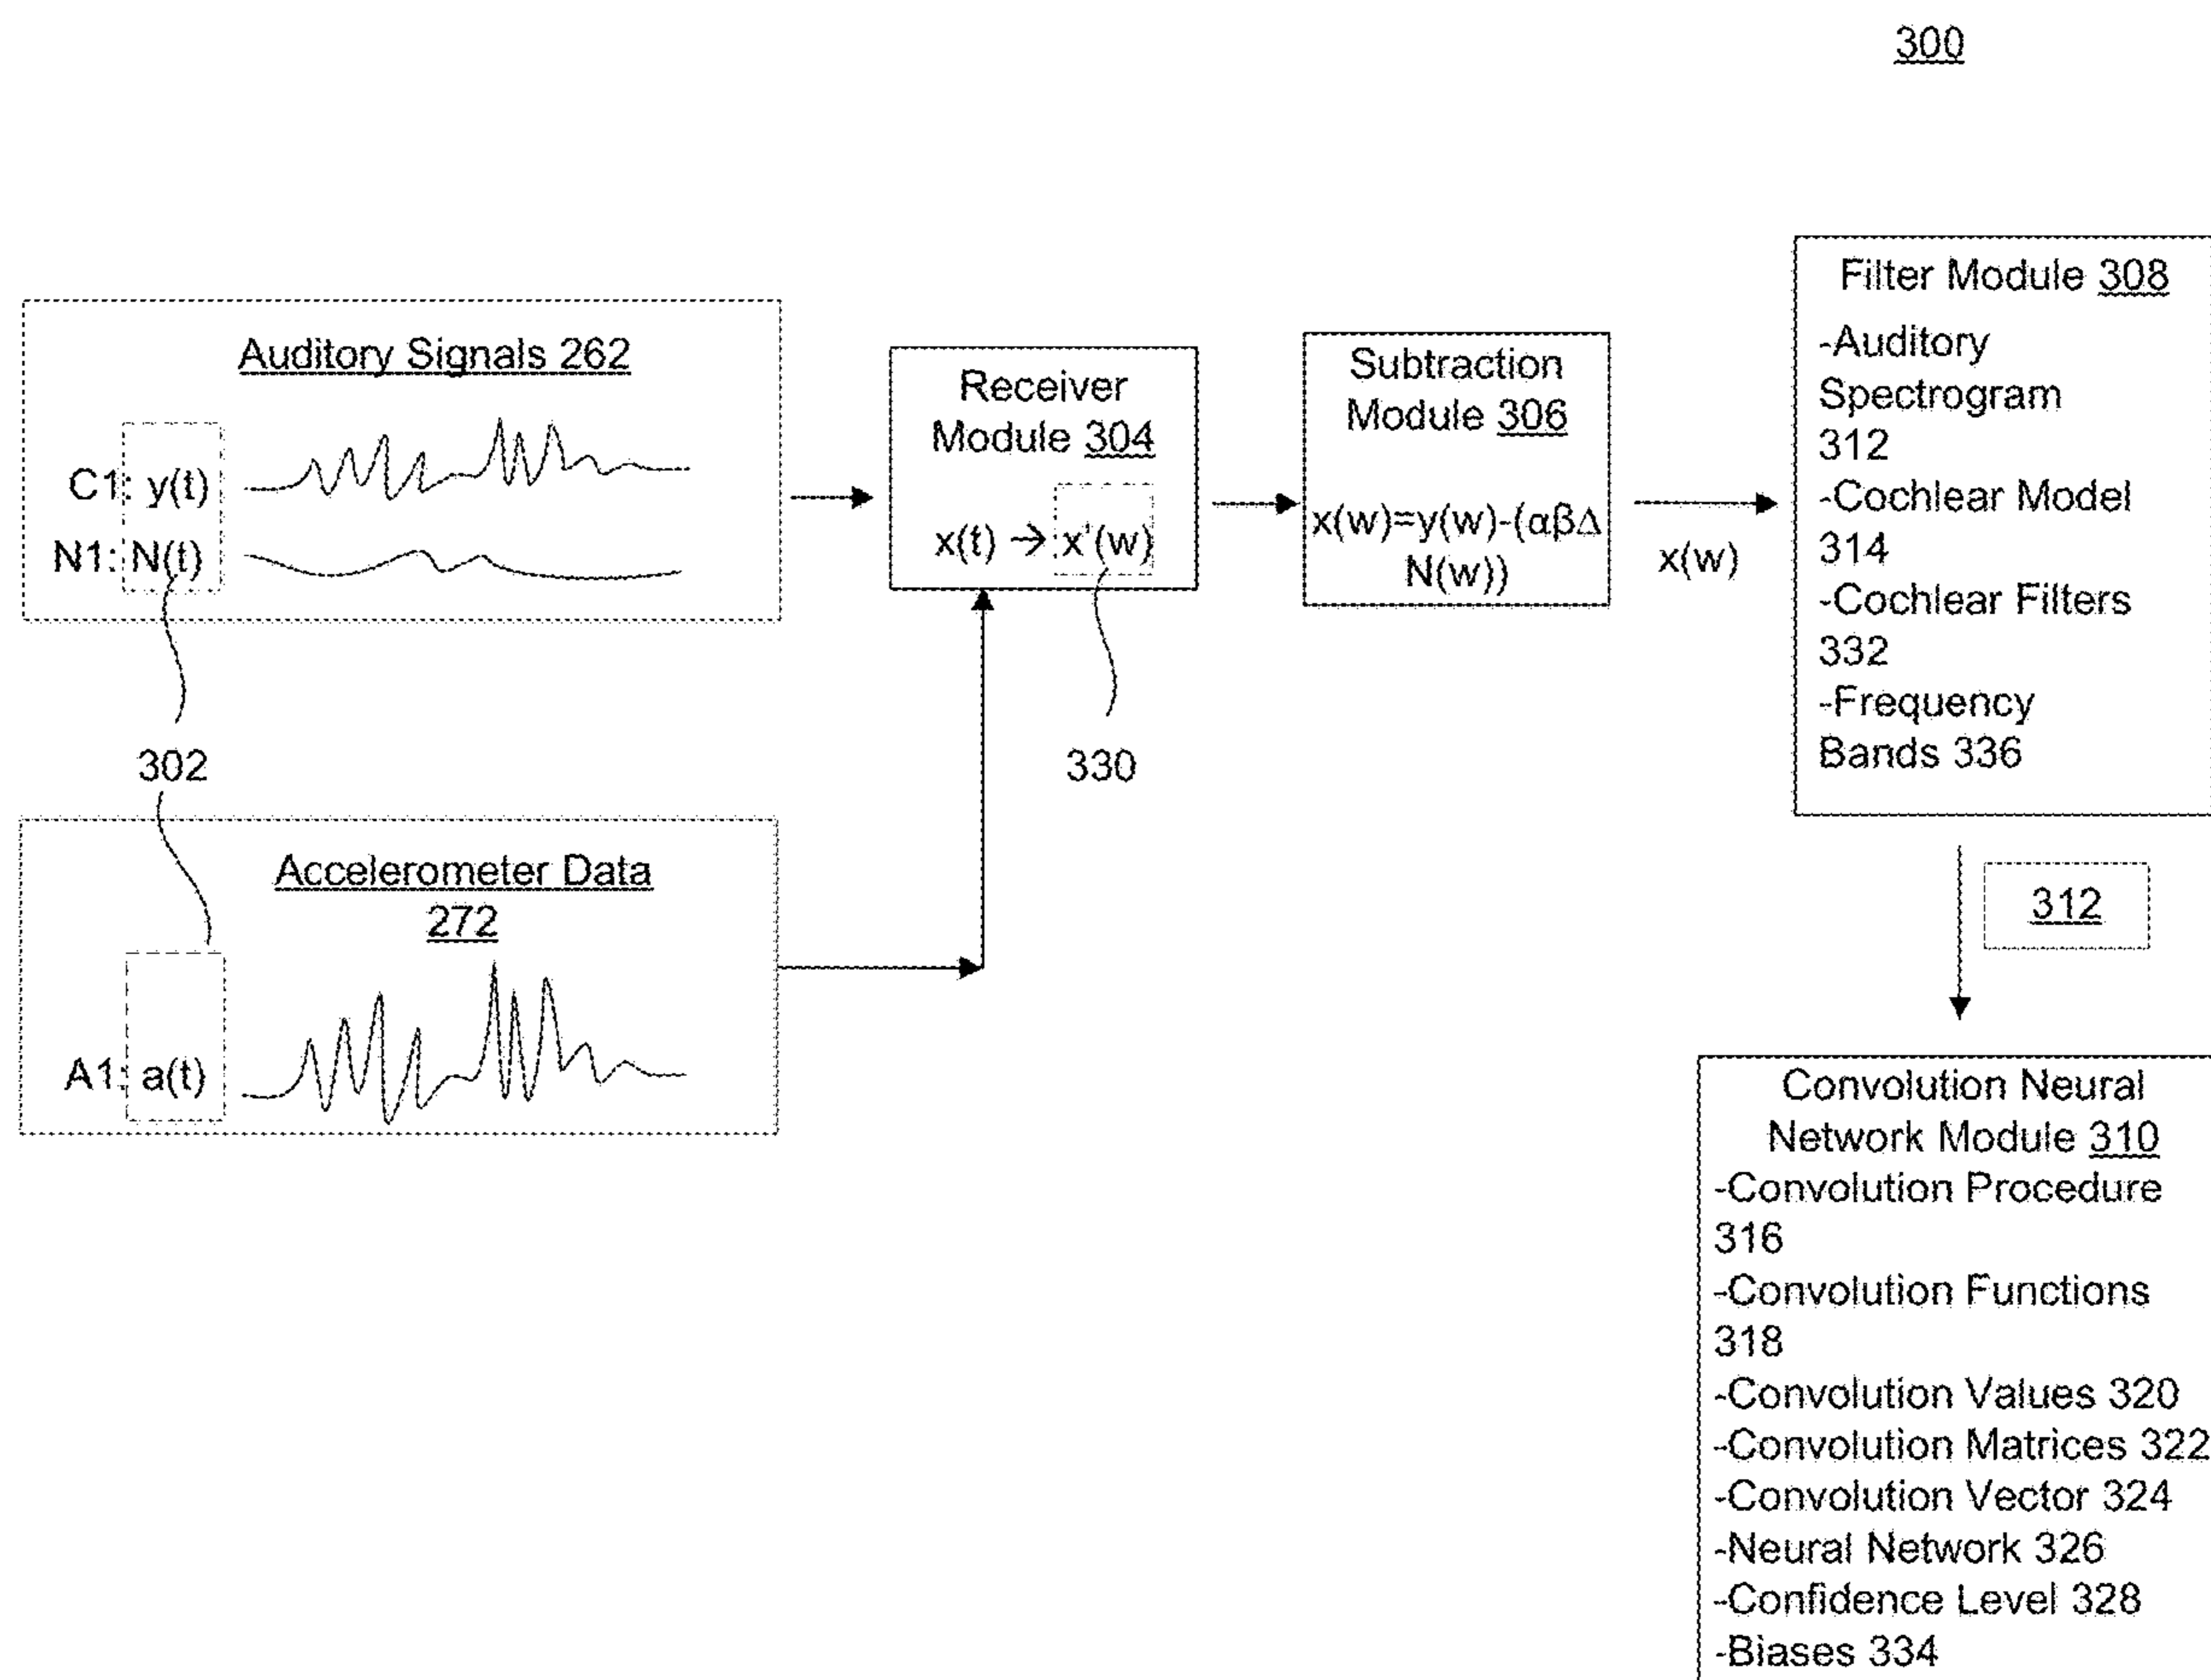 300
Auditory Signals 262
C1: y(t)
N1: N(t)
302
Accelerometer Data
272
A1: a(t)
Receiver
Module 304
x(t) → x'(w)
330
Subtraction
Module 306
x(w)=y(w)-(αβΔ
N(w))
x(w)
Filter Module 308
-Auditory
Spectrogram
312
-Cochlear Model
314
-Cochlear Filters
332
-Frequency
Bands 336
312
Convolution Neural
Network Module 310
-Convolution Procedure
316
-Convolution Functions
318
-Convolution Values 320
-Convolution Matrices 322
-Convolution Vector 324
-Neural Network 326
-Confidence Level 328
-Biases 334